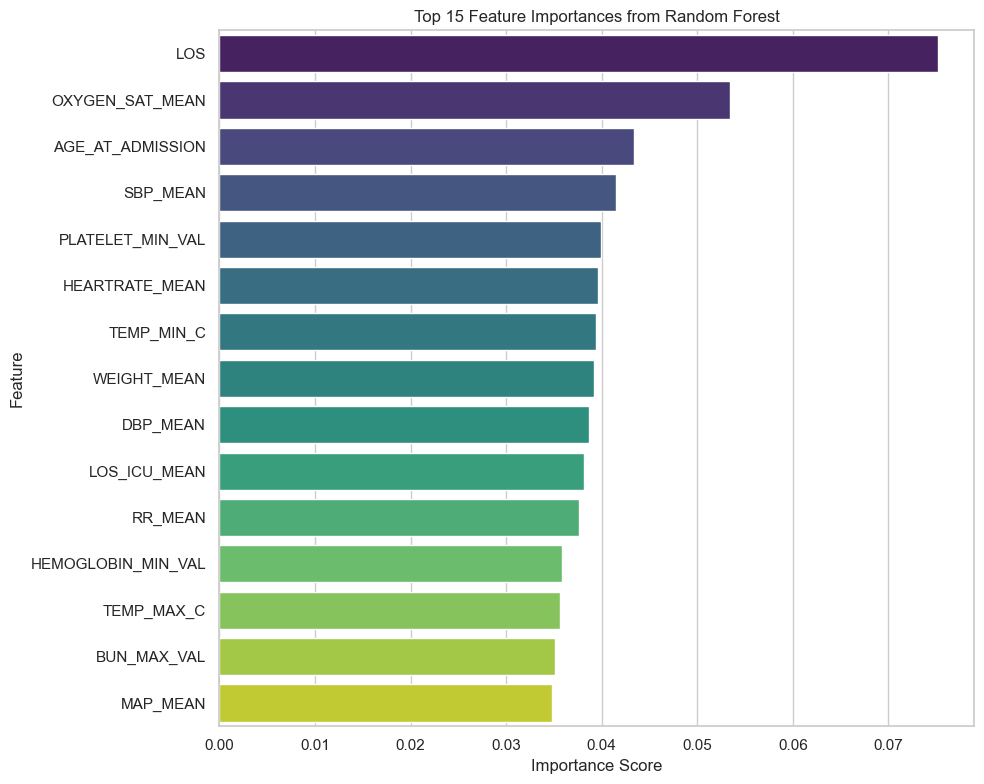 Top 15 Feature Importances from Random Forest
LOS
OXYGEN_SAT_MEAN
AGE_AT_ADMISSION
SBP_MEAN
PLATELET_MIN_VAL
HEARTRATE_MEAN
TEMP_MIN_C
WEIGHT_MEAN
DBP_MEAN
LOS_ICU_MEAN
RR_MEAN
HEMOGLOBIN_MIN_VAL
TEMP_MAX_C
BUN_MAX_VAL
MAP_MEAN
Feature
0.00 0.01 0.02 0.03 0.04 0.05 0.06 0.07
Importance Score